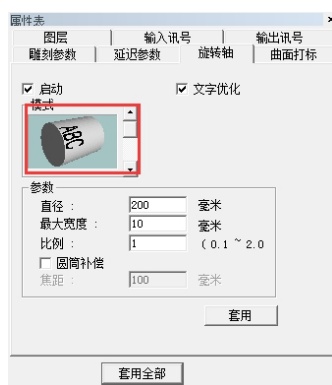 属性表
图层 输入讯号 输出讯号
雕刻参数 延迟参数 旋转轴 曲面打标
启动 文字优化
模式
ABC
参数
直径： 200 毫米
最大宽度： 10 毫米
比例： 1 (0.1 ~ 2.0
圆筒补偿
焦距： 100 毫米
套用
套用全部